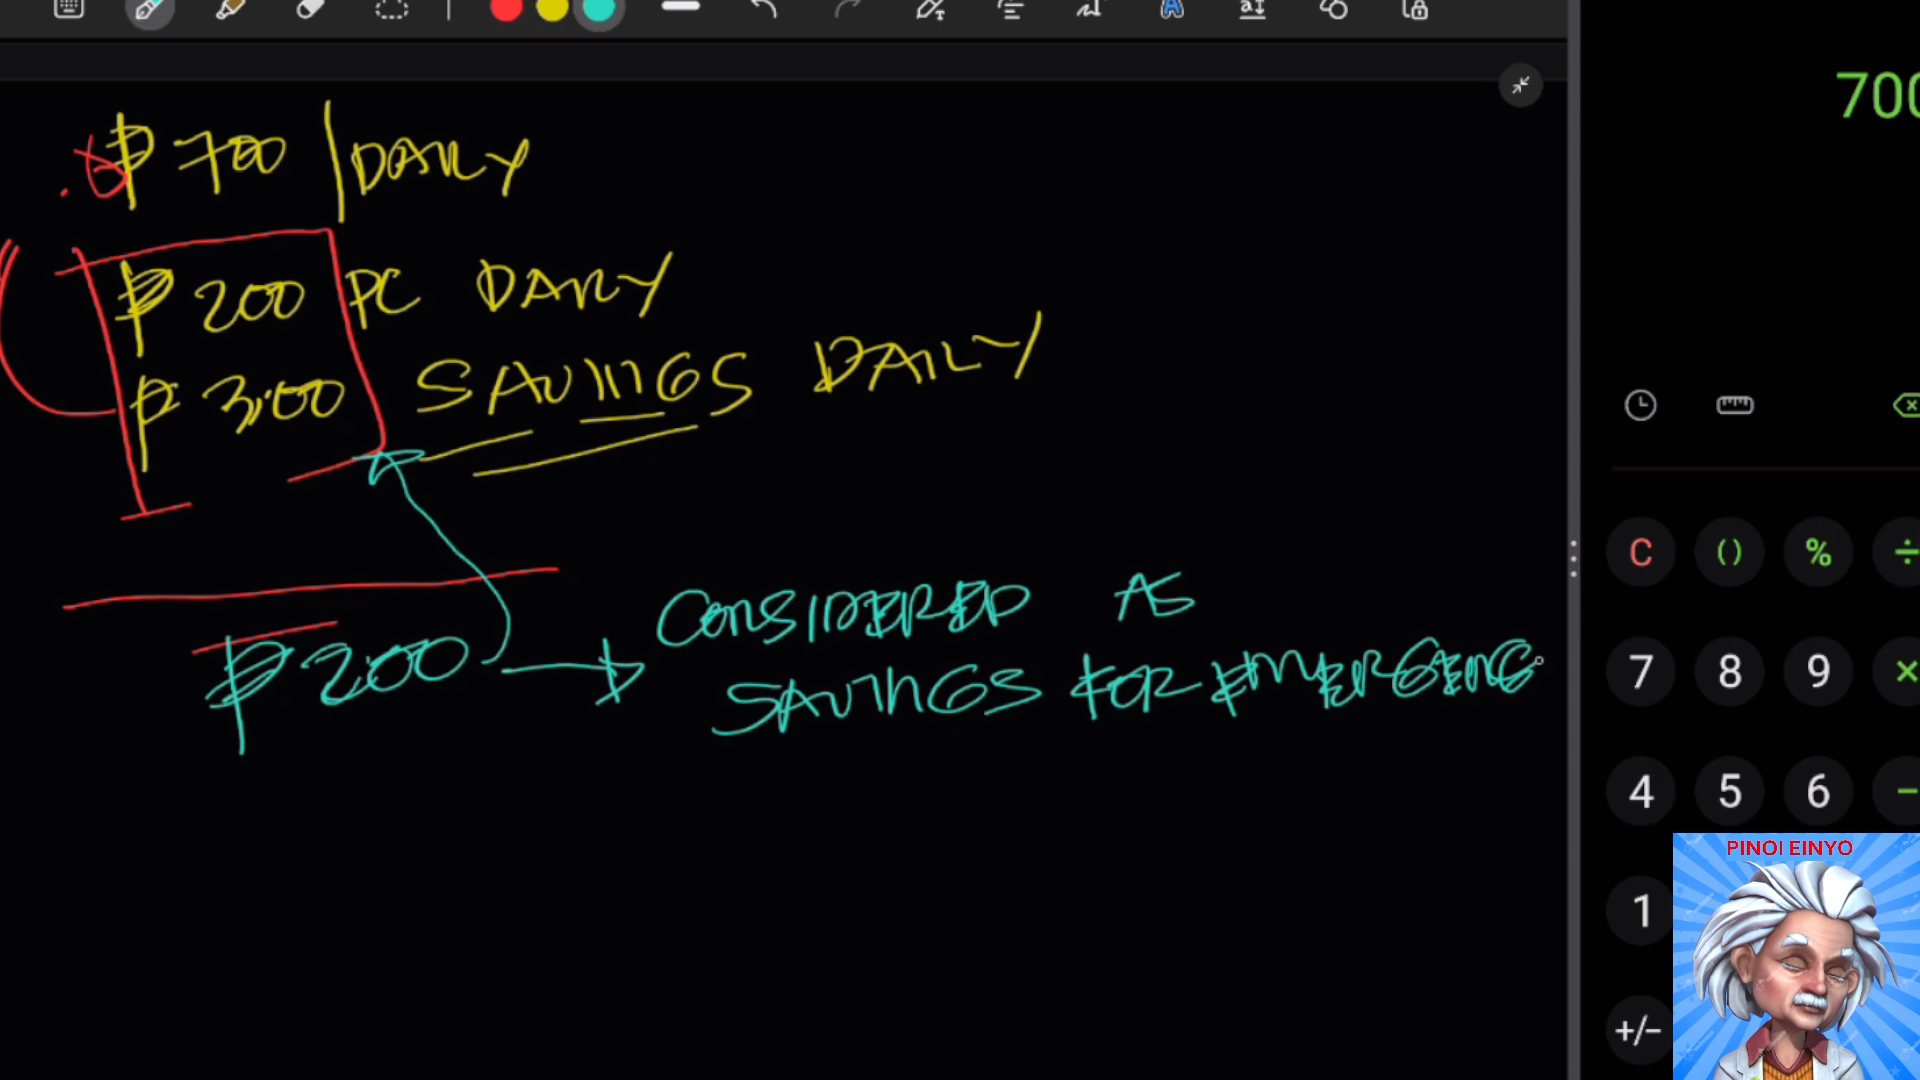 ₱ 700 | DAILY
₱ 200 PC DAILY
₱ 300 SAVINGS DAILY
₱ 200 → CONSIDERED AS
SAVINGS FOR EMERGENC
700
C () % ÷
7 8 9 ×
4 5 6 −
1
+/−
PINOI EINYO